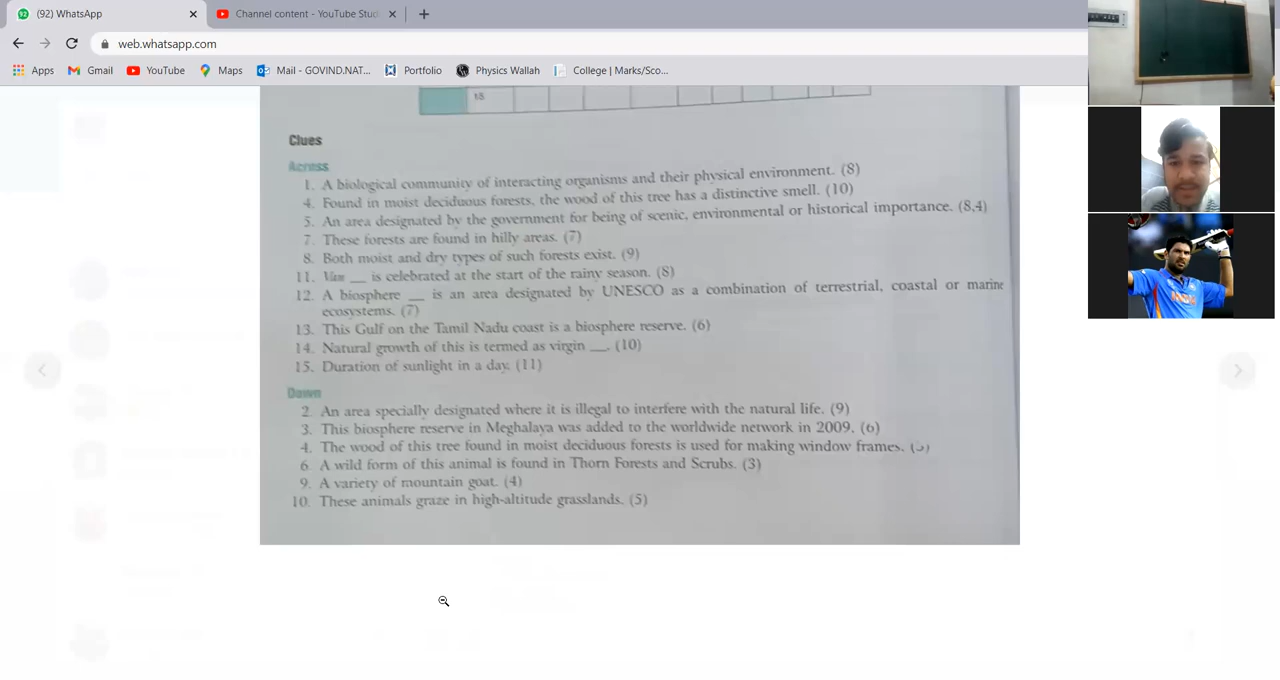 (92) WhatsApp
Channel content - YouTube Stud
web.whatsapp.com
Apps
Gmail
YouTube
Maps
Mail - GOVIND.NAT...
Portfolio
Physics Wallah
College | Marks/Sco...
15
Clues
Across
1. A biological community of interacting organisms and their physical environment. (8)
4. Found in moist deciduous forests, the wood of this tree has a distinctive smell. (10)
5. An area designated by the government for being of scenic, environmental or historical importance. (8,4)
7. These forests are found in hilly areas. (7)
8. Both moist and dry types of such forests exist. (9)
11. Van __ is celebrated at the start of the rainy season. (8)
12. A biosphere __ is an area designated by UNESCO as a combination of terrestrial, coastal or marine
ecosystems. (7)
13. This Gulf on the Tamil Nadu coast is a biosphere reserve. (6)
14. Natural growth of this is termed as virgin __. (10)
15. Duration of sunlight in a day. (11)
Down
2. An area specially designated where it is illegal to interfere with the natural life. (9)
3. This biosphere reserve in Meghalaya was added to the worldwide network in 2009. (6)
4. The wood of this tree found in moist deciduous forests is used for making window frames.
6. A wild form of this animal is found in Thorn Forests and Scrubs. (3)
9. A variety of mountain goat. (4)
10. These animals graze in high-altitude grasslands. (5)